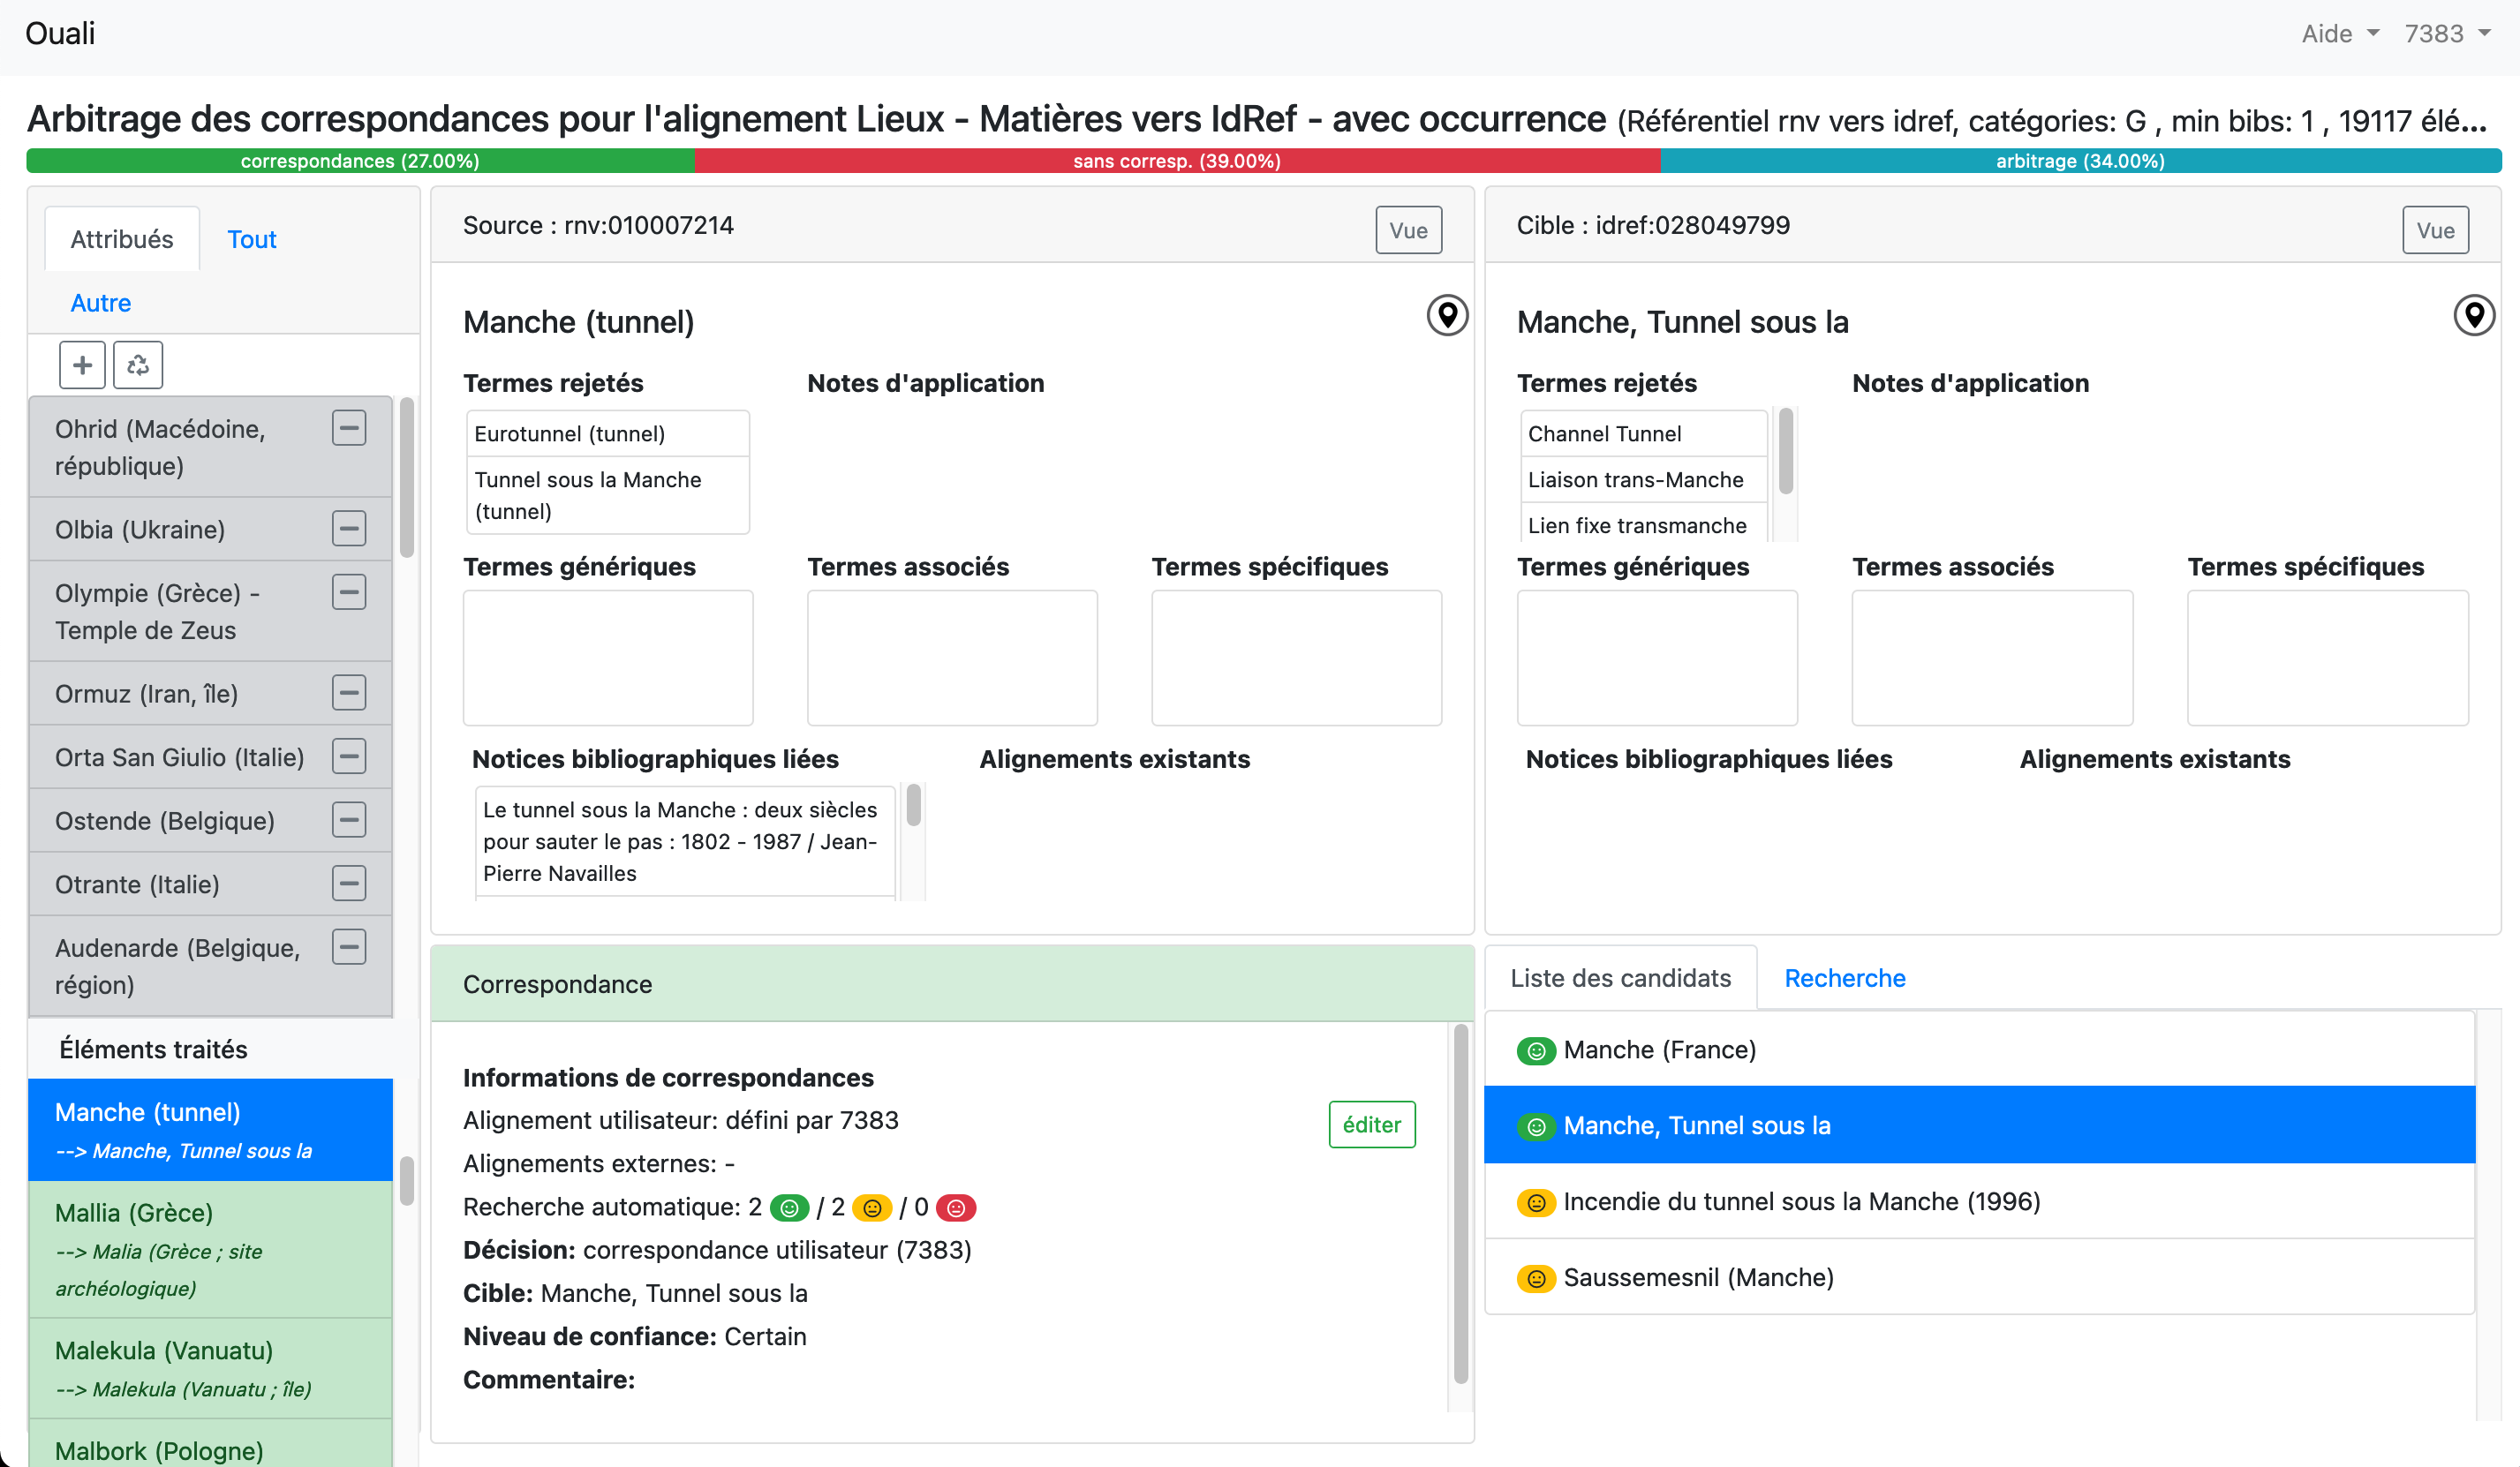 Ouali
Aide
7383
Arbitrage des correspondances pour l'alignement Lieux - Matières vers IdRef - avec occurrence (Référentiel rnv vers idref, catégories: G , min bibs: 1 , 19117 élé...
correspondances (27.00%)
sans corresp. (39.00%)
arbitrage (34.00%)
Attribués
Tout
Autre
Ohrid (Macédoine,
république)
Olbia (Ukraine)
Olympie (Grèce) -
Temple de Zeus
Ormuz (Iran, île)
Orta San Giulio (Italie)
Ostende (Belgique)
Otrante (Italie)
Audenarde (Belgique,
région)
Éléments traités
Manche (tunnel)
--> Manche, Tunnel sous la
Mallia (Grèce)
--> Malia (Grèce ; site
archéologique)
Malekula (Vanuatu)
--> Malekula (Vanuatu ; île)
Malbork (Pologne)
Source : rnv:010007214
Vue
Manche (tunnel)
Termes rejetés
Notes d'application
Eurotunnel (tunnel)
Tunnel sous la Manche
(tunnel)
Termes génériques
Termes associés
Termes spécifiques
Notices bibliographiques liées
Alignements existants
Le tunnel sous la Manche : deux siècles
pour sauter le pas : 1802 - 1987 / Jean-
Pierre Navailles
Cible : idref:028049799
Vue
Manche, Tunnel sous la
Termes rejetés
Notes d'application
Channel Tunnel
Liaison trans-Manche
Lien fixe transmanche
Termes génériques
Termes associés
Termes spécifiques
Notices bibliographiques liées
Alignements existants
Correspondance
Informations de correspondances
Alignement utilisateur: défini par 7383
éditer
Alignements externes: -
Recherche automatique: 2 / 2 / 0
Décision: correspondance utilisateur (7383)
Cible: Manche, Tunnel sous la
Niveau de confiance: Certain
Commentaire:
Liste des candidats
Recherche
Manche (France)
Manche, Tunnel sous la
Incendie du tunnel sous la Manche (1996)
Saussemesnil (Manche)